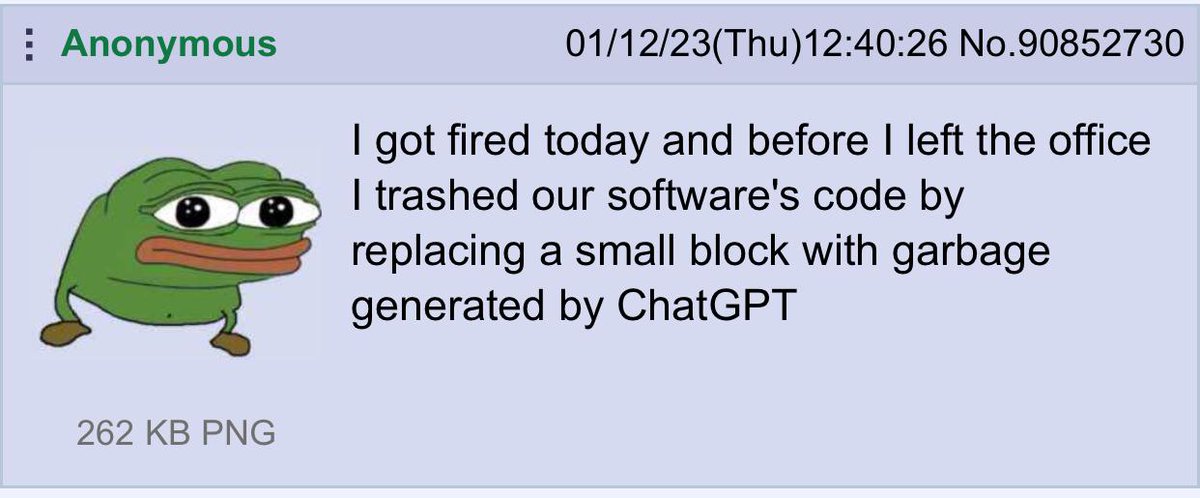 Anonymous 01/12/23(Thu)12:40:26 No.90852730
I got fired today and before I left the office
I trashed our software's code by
replacing a small block with garbage
generated by ChatGPT
262 KB PNG